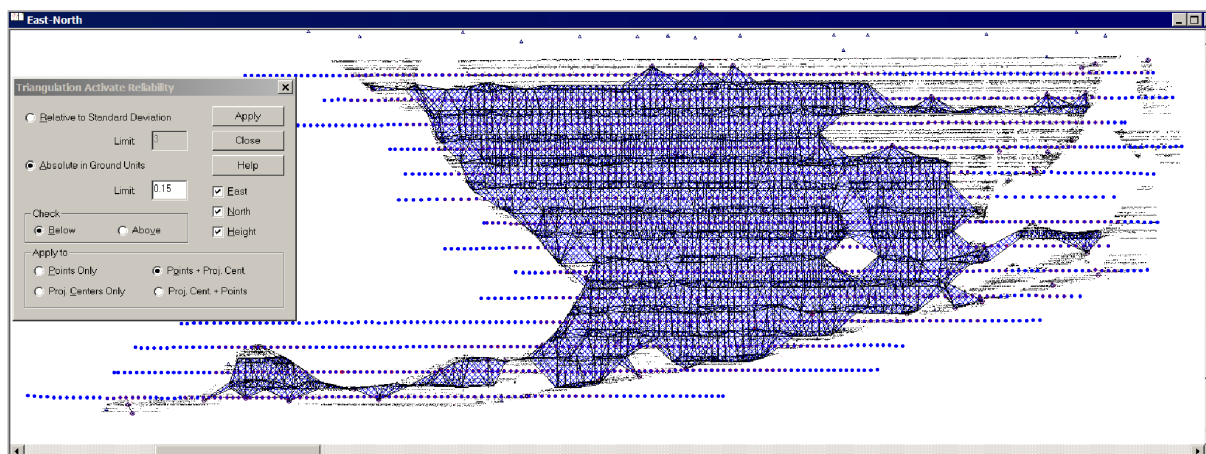 East-North
Triangulation Activate Reliability
Relative to Standard Deviation
Apply
Limit 3
Close
Absolute in Ground Units
Help
Limit 0.15
East
Check
North
Below Above
Height
Apply to
Points Only Points + Proj. Cent.
Proj. Centers Only Proj. Cent. + Points